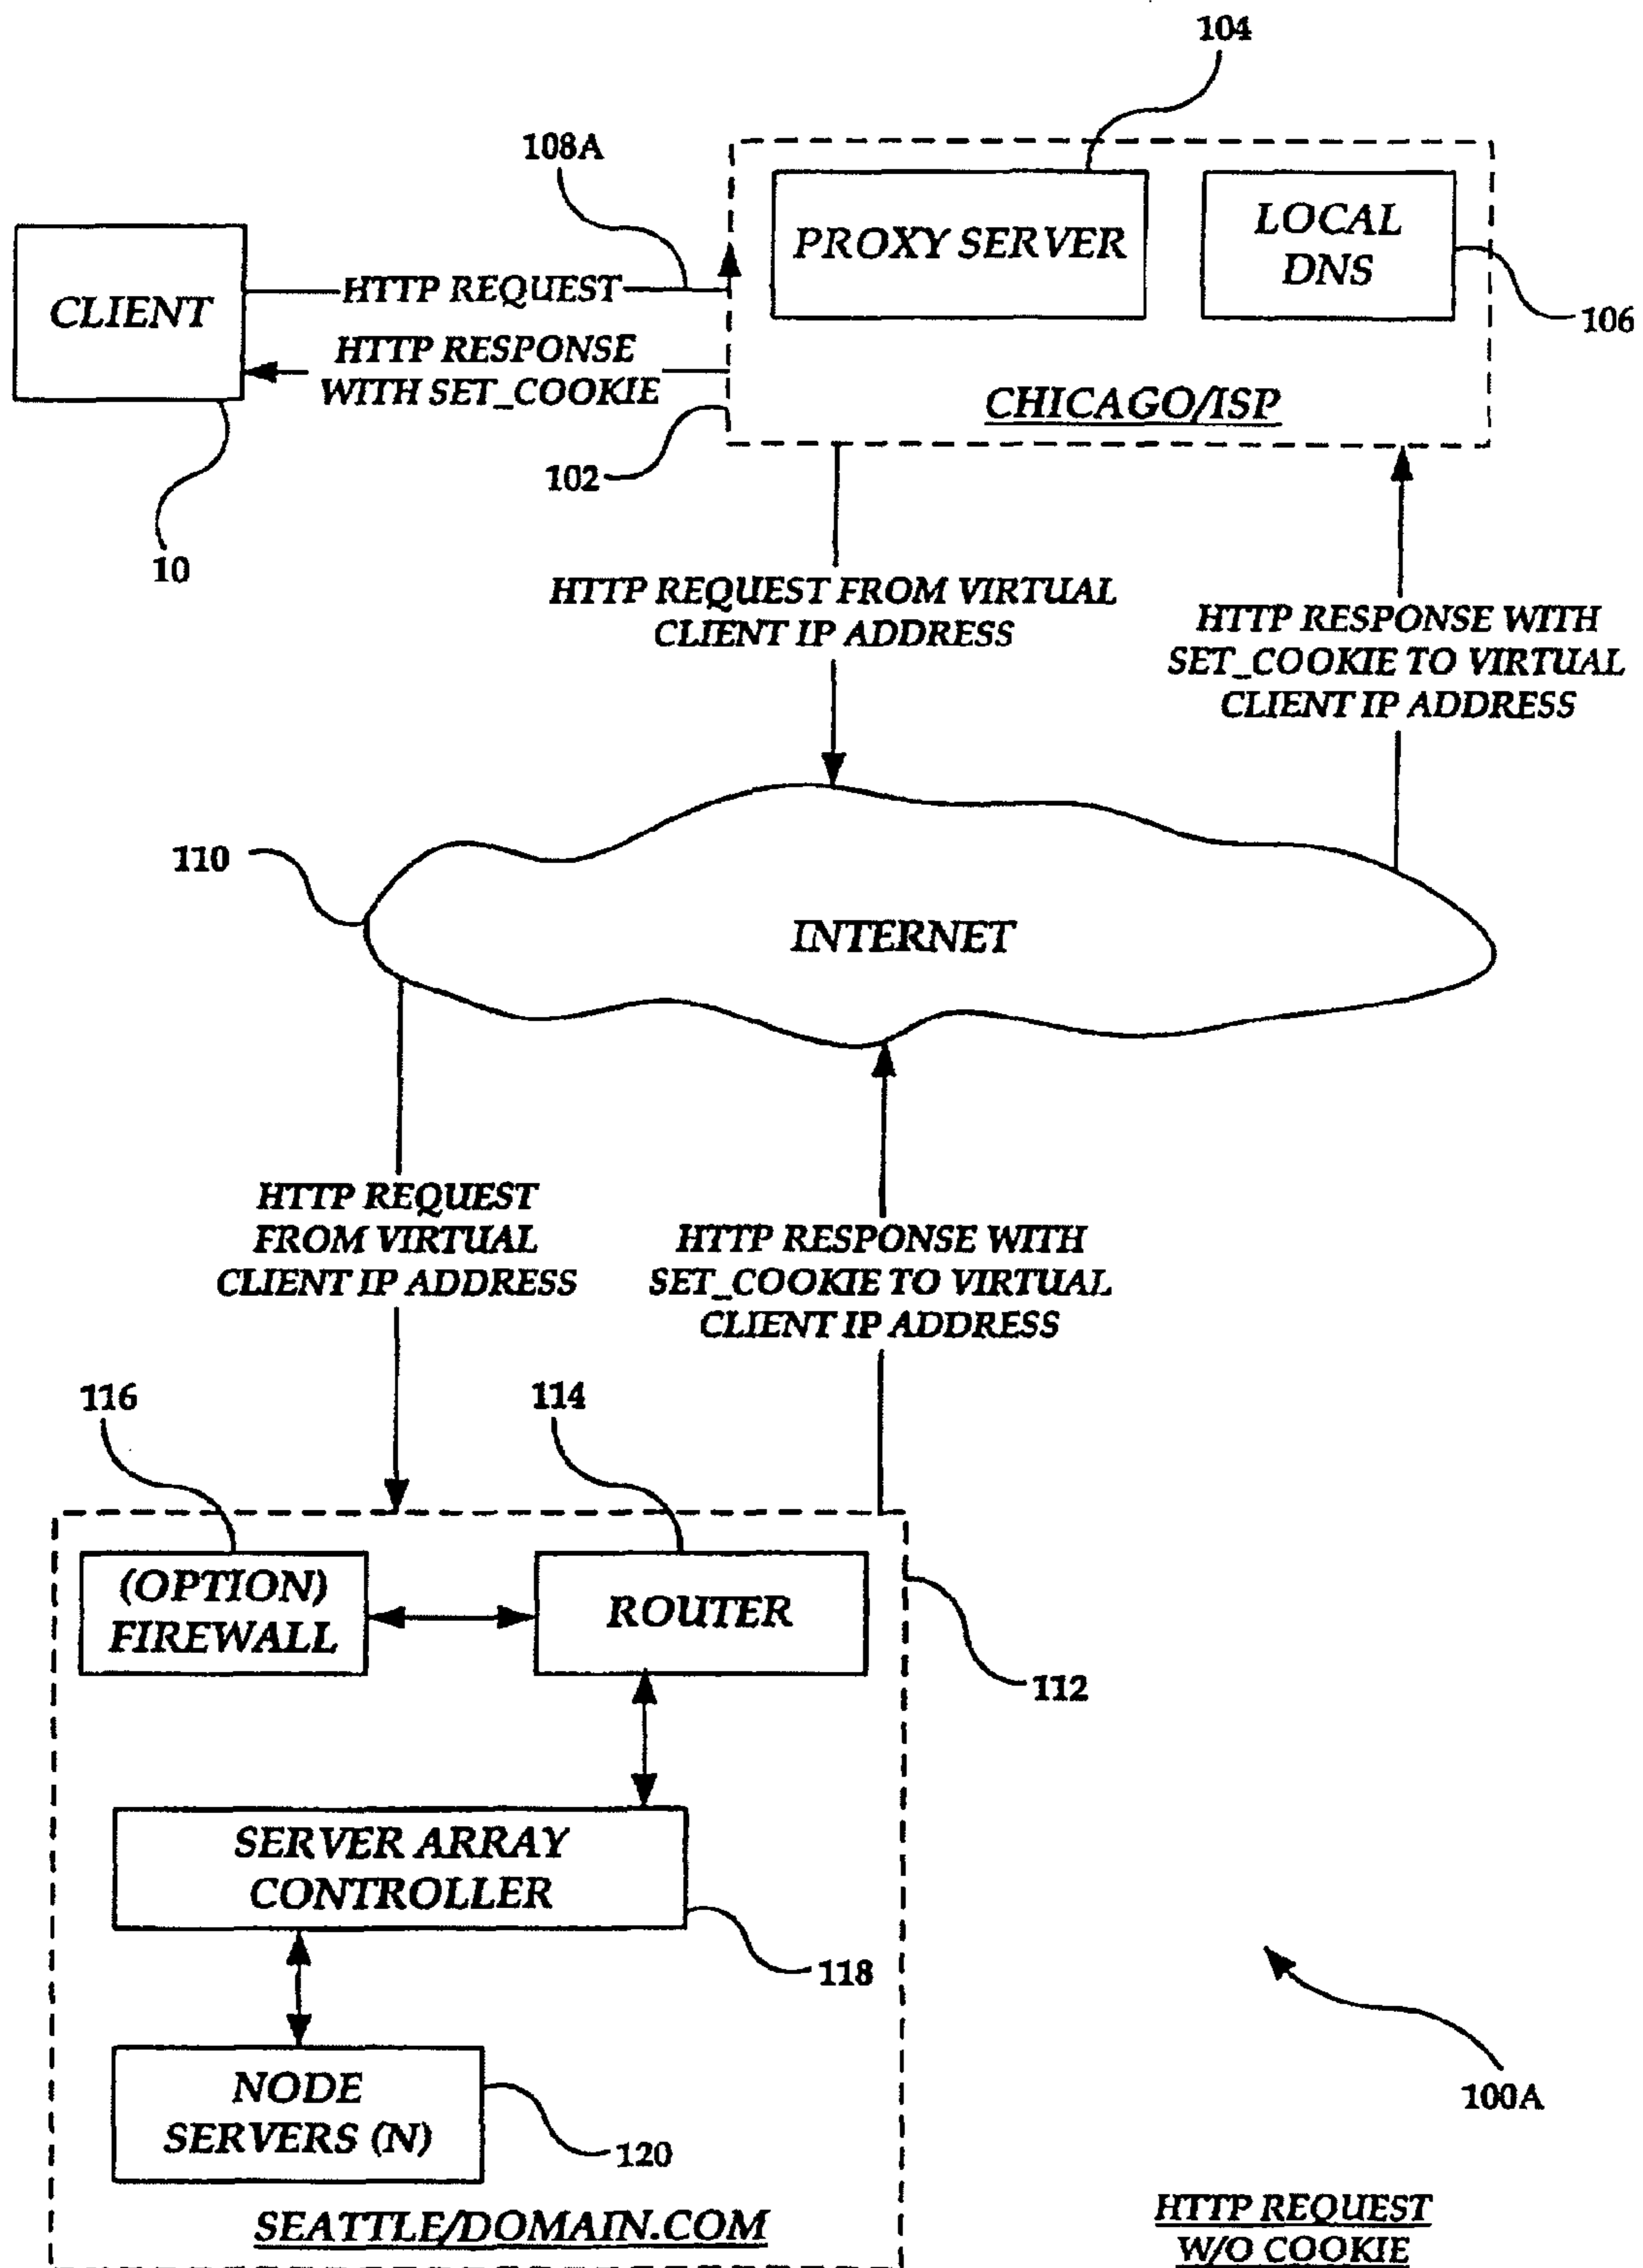 104
108A
PROXY SERVER
LOCAL
DNS
CLIENT
HTTP REQUEST
106
HTTP RESPONSE
WITH SET_COOKIE
CHICAGO/ISP
102
10
HTTP REQUEST FROM VIRTUAL
CLIENT IP ADDRESS
HTTP RESPONSE WITH
SET_COOKIE TO VIRTUAL
CLIENT IP ADDRESS
110
INTERNET
HTTP REQUEST
FROM VIRTUAL
CLIENT IP ADDRESS
HTTP RESPONSE WITH
SET_COOKIE TO VIRTUAL
CLIENT IP ADDRESS
116
114
(OPTION)
FIREWALL
ROUTER
112
SERVER ARRAY
CONTROLLER
118
NODE
SERVERS (N)
120
100A
SEATTLE/DOMAIN.COM
HTTP REQUEST
W/O COOKIE